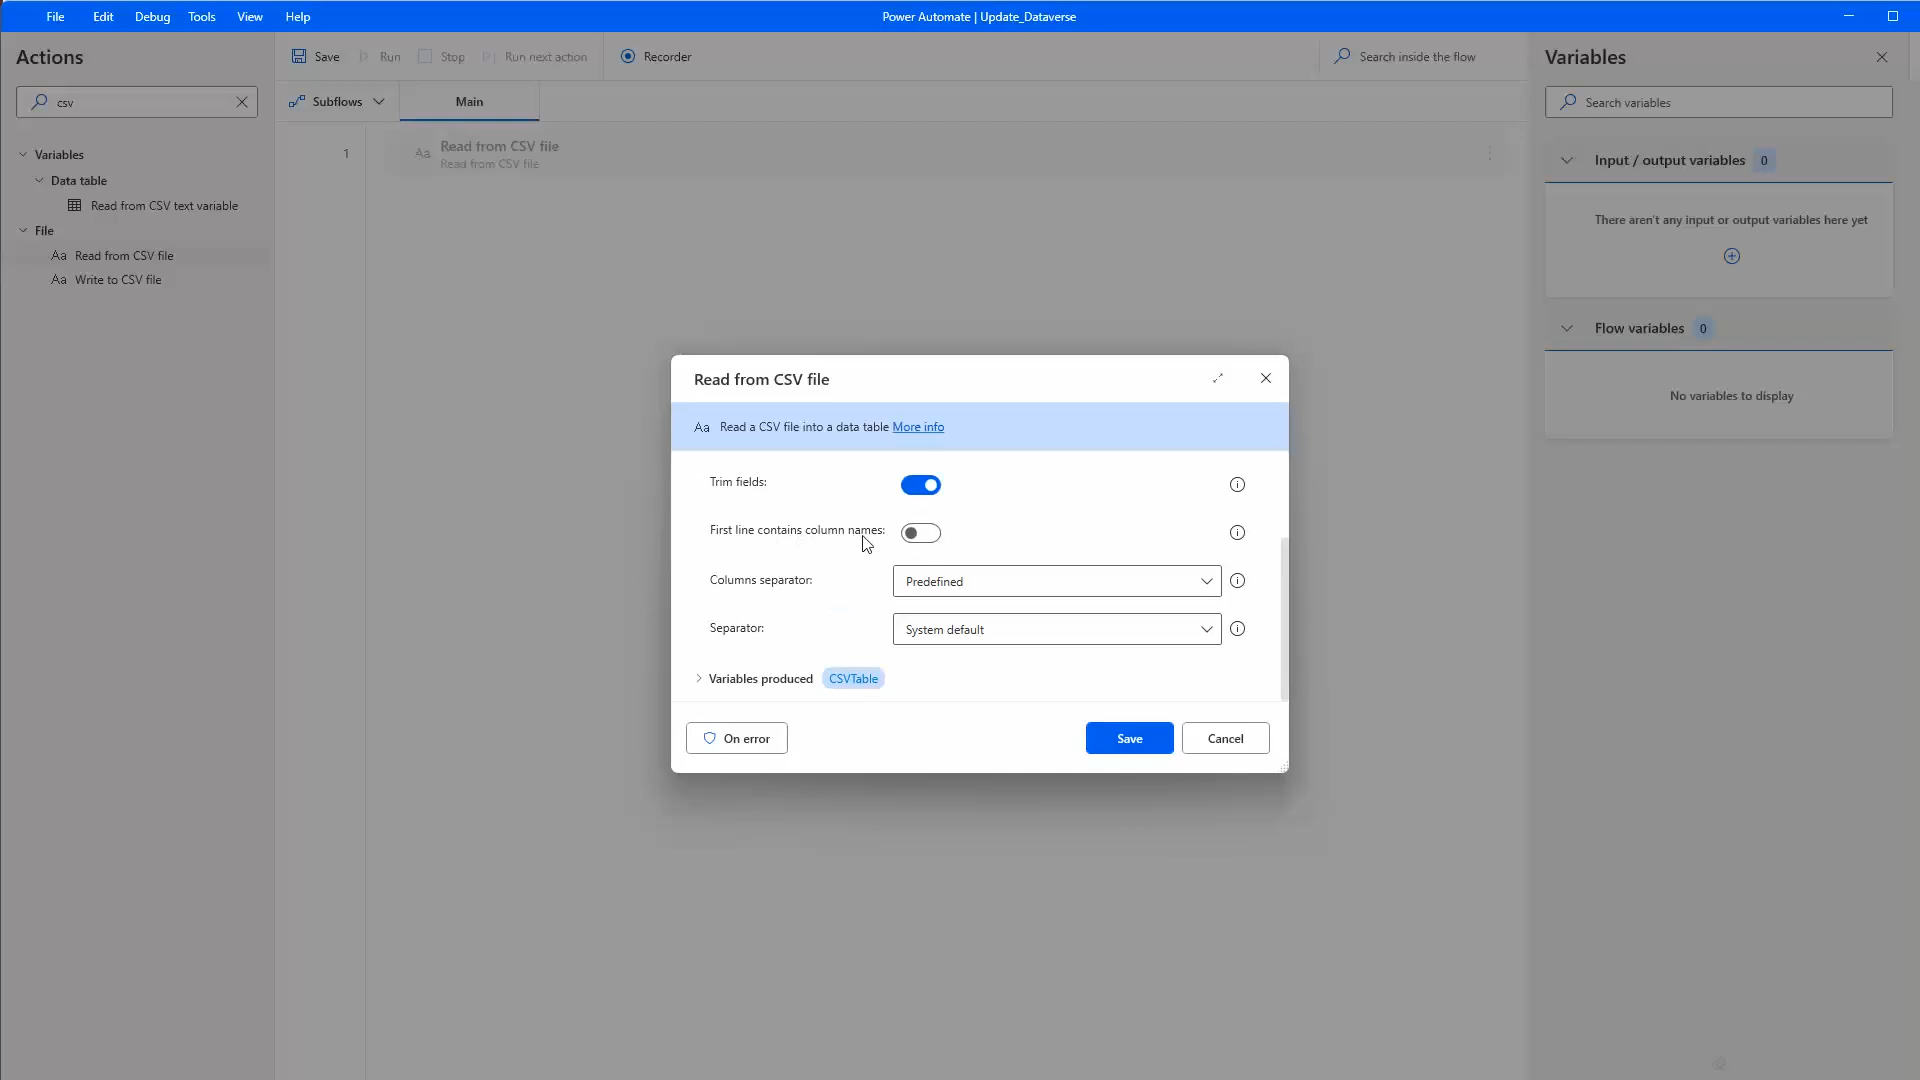 File Edit Debug Tools View Help
Power Automate | Update_Dataverse
Actions
csv
Variables
Data table
Read from CSV text variable
File
Aa Read from CSV file
Aa Write to CSV file
Save Run Stop Run next action Recorder Search inside the flow
Subflows Main
1
Aa Read from CSV file
Read from CSV file
Read from CSV file
Aa Read a CSV file into a data table More info
Trim fields:
First line contains column names:
Columns separator: Predefined
Separator: System default
Variables produced CSVTable
On error Save Cancel
Variables
Search variables
Input / output variables 0
There aren't any input or output variables here yet
Flow variables 0
No variables to display